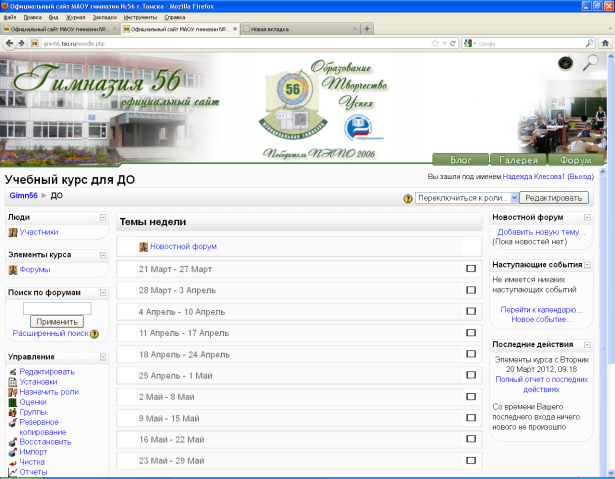 Официальный сайт МАОУ гимназии №56 г.Томска - Mozilla Firefox
Файл Правка Вид Журнал Закладки Инструменты Справка
Официальный сайт МАОУ гимназии №... × Официальный сайт МАОУ гимназии №... × Новая вкладка × +
gimn56.tsu.ru/moodle.php Google
Гимназия 56
официальный сайт
Образование
Творчество
Успех
56
Победитель ПНПО 2006
Блог Галерея Форум
Учебный курс для ДО
Вы зашли под именем Надежда Клесова1 (Выход)
Gimn56 ► ДО
Переключиться к роли... Редактировать
Люди
Участники
Элементы курса
Форумы
Поиск по форумам
Применить
Расширенный поиск
Управление
Редактировать
Установки
Назначить роли
Оценки
Группы
Резервное
копирование
Восстановить
Импорт
Чистка
Отчеты
Темы недели
Новостной форум
21 Март - 27 Март
28 Март - 3 Апрель
4 Апрель - 10 Апрель
11 Апрель - 17 Апрель
18 Апрель - 24 Апрель
25 Апрель - 1 Май
2 Май - 8 Май
9 Май - 15 Май
16 Май - 22 Май
23 Май - 29 Май
Новостной форум
Добавить новую тему...
(Пока новостей нет)
Наступающие события
Не имеется никаких
наступающих событий
Перейти к календарю...
Новое событие...
Последние действия
Элементы курса с Вторник
20 Март 2012, 09:18
Полный отчет о последних
действиях
Со времени Вашего
последнего входа ничего
нового не произошло